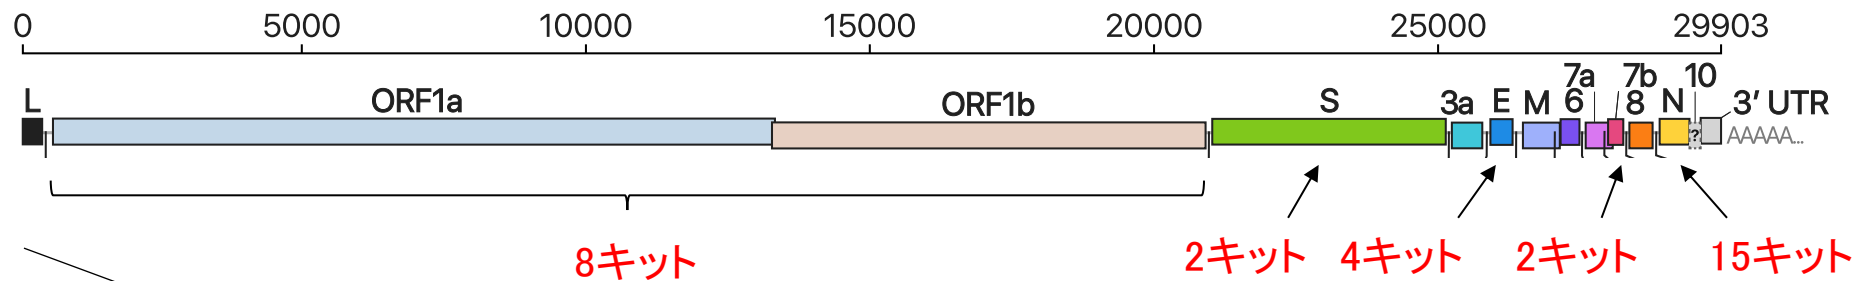 0 5000 10000 15000 20000 25000 29903
7a 7b 10
L ORF1a ORF1b S 3a E M 6 8 N 3′ UTR
? AAAAA...
8キット 2キット 4キット 2キット 15キット